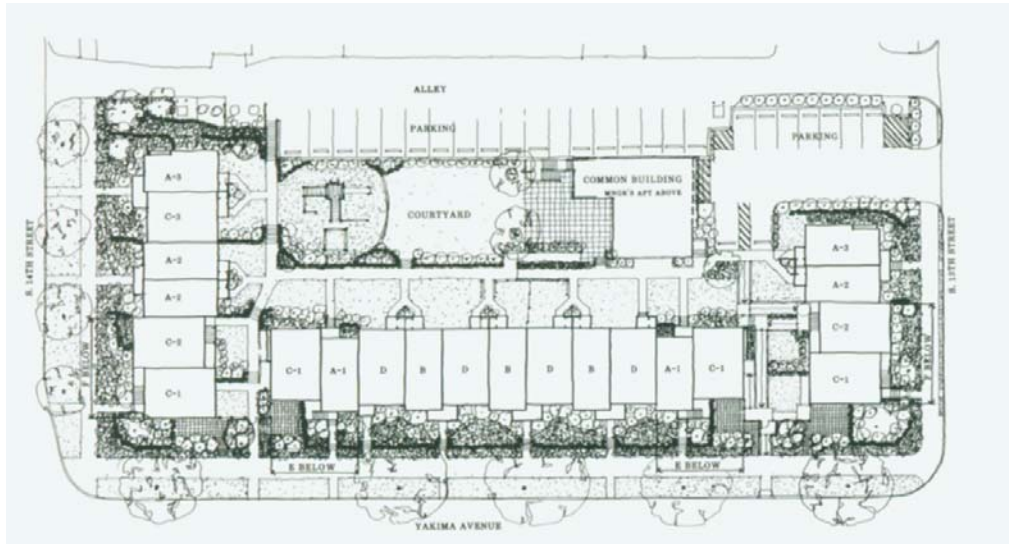 ALLEY
PARKING
PARKING
COMMON BUILDING
MNGR'S APT ABOVE
COURTYARD
S. 14TH STREET
S. 13TH STREET
A-3
C-3
A-2
A-2
C-2
C-1
F BELOW
A-3
A-2
C-2
C-1
F BELOW
C-1 A-1 D B D B D B D A-1 C-1
E BELOW
E BELOW
YAKIMA AVENUE